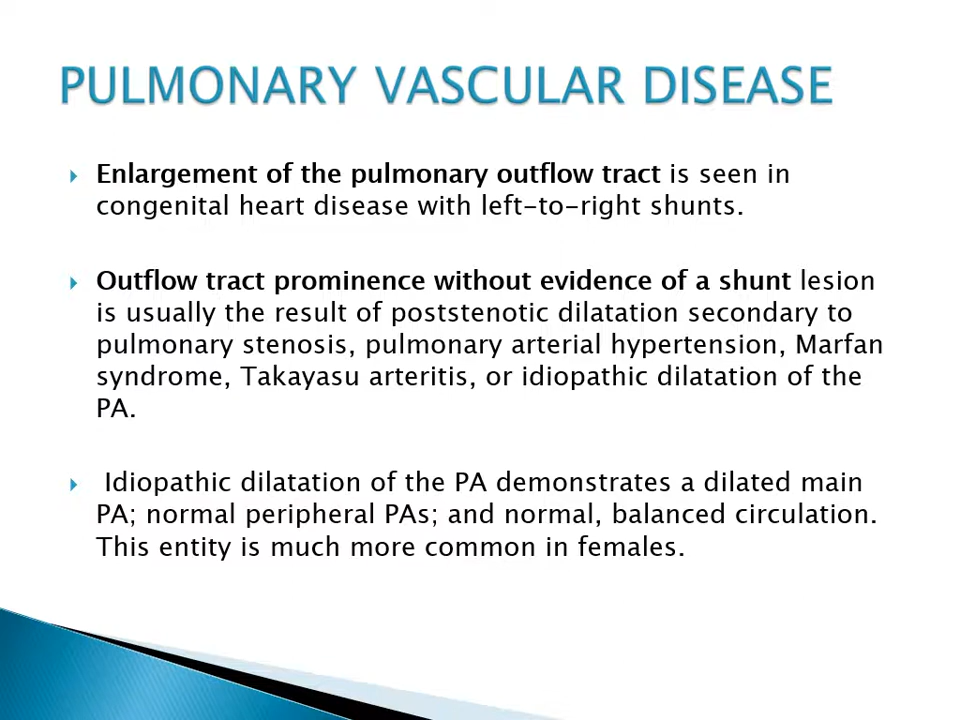 PULMONARY VASCULAR DISEASE
Enlargement of the pulmonary outflow tract is seen in
congenital heart disease with left-to-right shunts.
Outflow tract prominence without evidence of a shunt lesion
is usually the result of poststenotic dilatation secondary to
pulmonary stenosis, pulmonary arterial hypertension, Marfan
syndrome, Takayasu arteritis, or idiopathic dilatation of the
PA.
Idiopathic dilatation of the PA demonstrates a dilated main
PA; normal peripheral PAs; and normal, balanced circulation.
This entity is much more common in females.